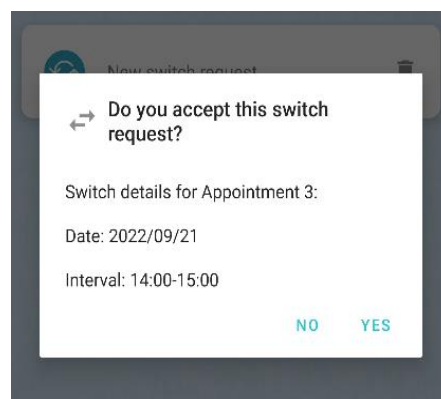 New switch request
Do you accept this switch
request?
Switch details for Appointment 3:
Date: 2022/09/21
Interval: 14:00-15:00
NO YES